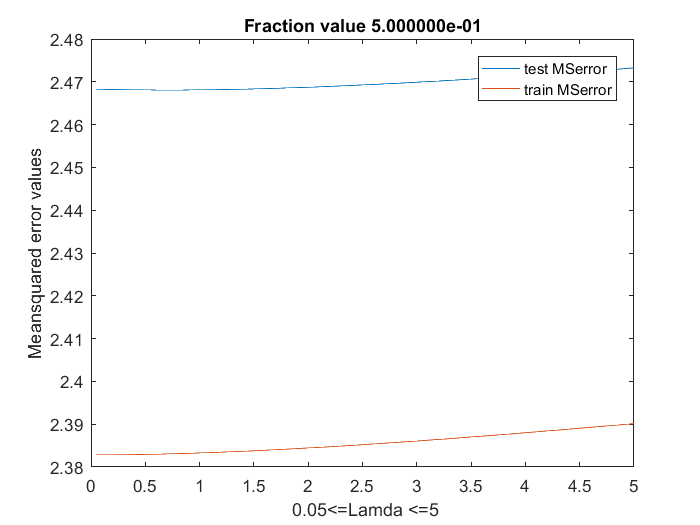 Fraction value 5.000000e-01
2.48
2.47
2.46
2.45
2.44
2.43
2.42
2.41
2.4
2.39
2.38
Meansquared error values
test MSerror
train MSerror
0 0.5 1 1.5 2 2.5 3 3.5 4 4.5 5
0.05<=Lamda <=5